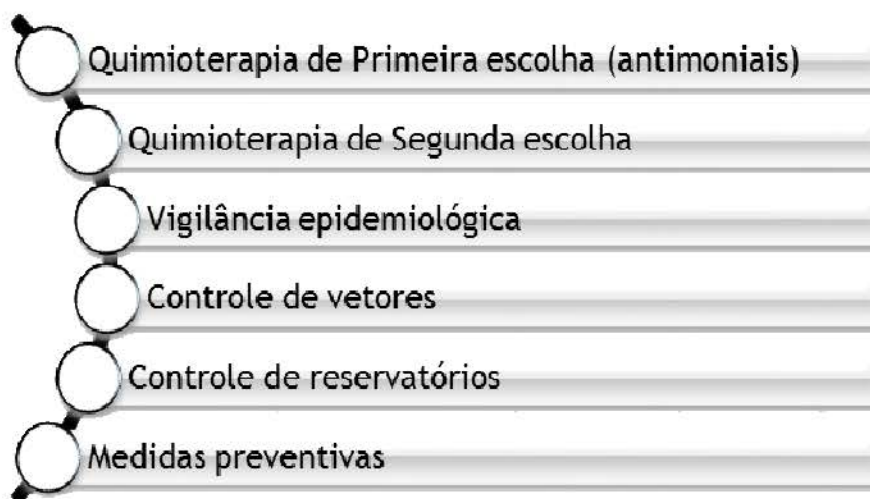 Quimioterapia de Primeira escolha (antimoniais)
Quimioterapia de Segunda escolha
Vigilância epidemiológica
Controle de vetores
Controle de reservatórios
Medidas preventivas